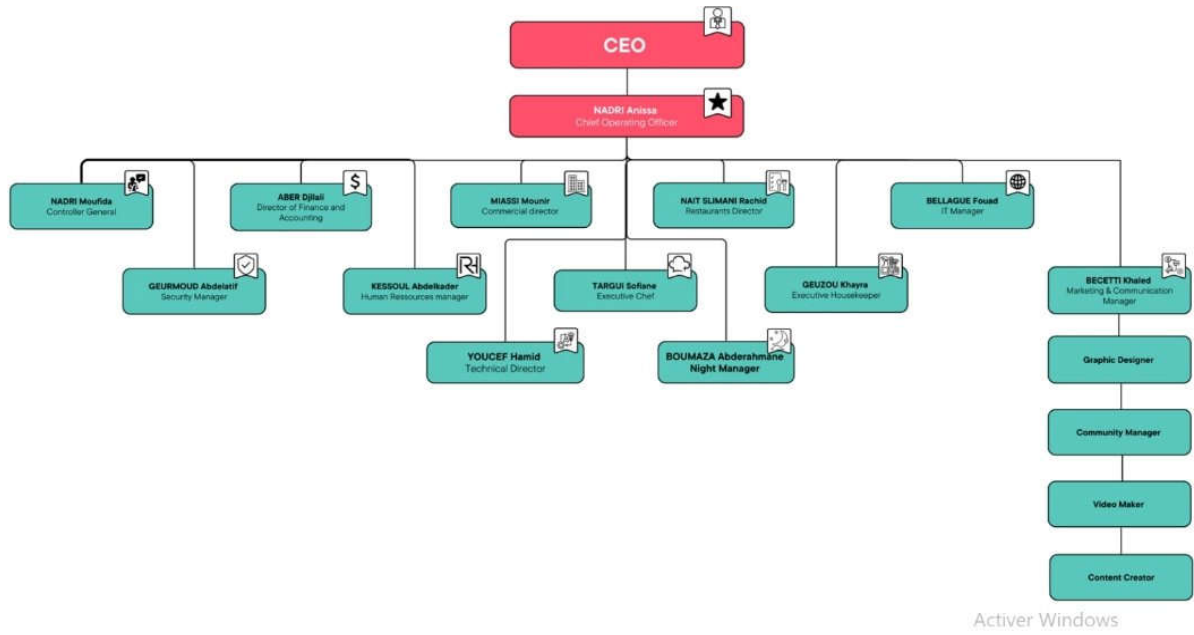 CEO
NADRI Anissa
Chief Operating Officer
NADRI Moufida
Controller General
ABER Djilali
Director of Finance and
Accounting
MIASSI Mounir
Commercial director
NAIT SLIMANI Rachid
Restaurants Director
BELLAGUE Fouad
IT Manager
GEURMOUD Abdelatif
Security Manager
RH
KESSOUL Abdelkader
Human Ressources manager
TARGUI Sofiane
Executive Chef
GEUZOU Khayra
Executive Housekeeper
BECETTI Khaled
Marketing & Communication
Manager
YOUCEF Hamid
Technical Director
BOUMAZA Abderahmane
Night Manager
Graphic Designer
Community Manager
Video Maker
Content Creator
Activer Windows